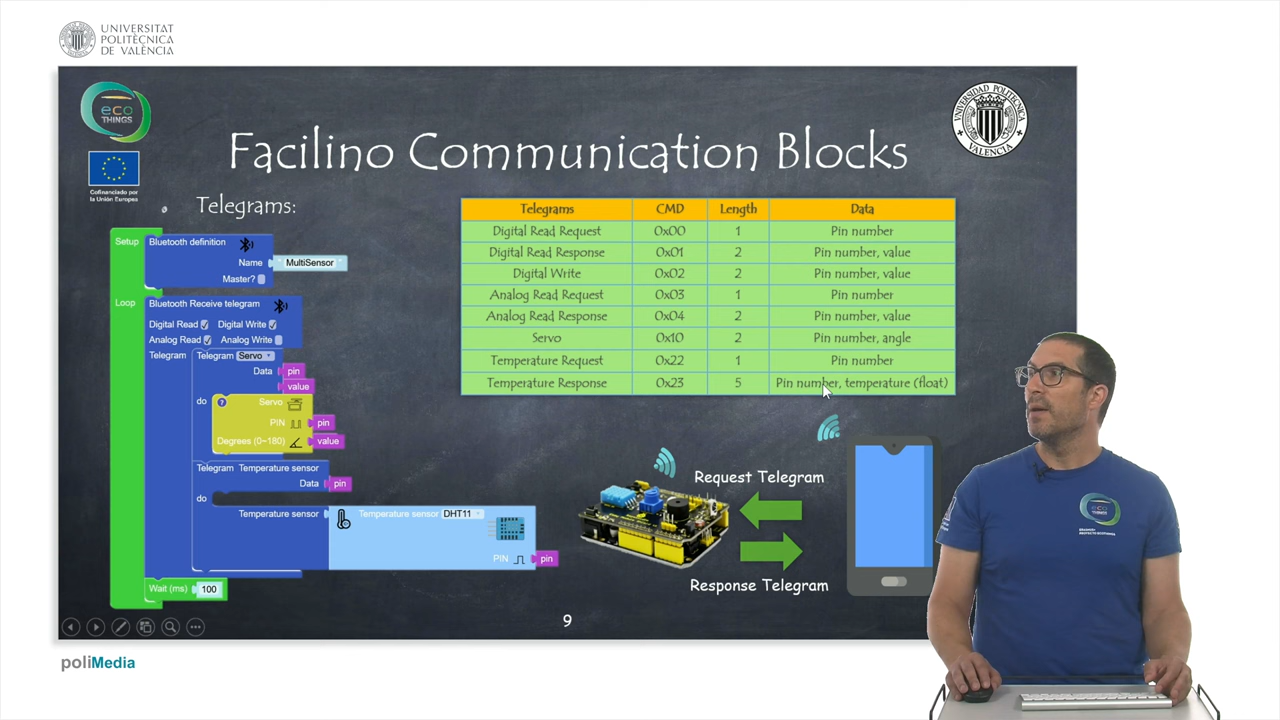 UNIVERSITAT
POLITÈCNICA
DE VALÈNCIA
eco
THINGS
Cofinanciado por
la Unión Europea
UNIVERSIDAD POLITECNICA
VALENCIA
Facilino Communication Blocks
Telegrams:
Setup
Bluetooth definition
Name
" MultiSensor "
Master?
Loop
Bluetooth Receive telegram
Digital Read
Digital Write
Analog Read
Analog Write
Telegram
Telegram Servo
Data
pin
value
do
Servo
PIN
pin
Degrees (0~180)
value
Telegram Temperature sensor
Data
pin
do
Temperature sensor
Temperature sensor DHT11
PIN
pin
Wait (ms)
100
Telegrams CMD Length Data
Digital Read Request 0x00 1 Pin number
Digital Read Response 0x01 2 Pin number, value
Digital Write 0x02 2 Pin number, value
Analog Read Request 0x03 1 Pin number
Analog Read Response 0x04 2 Pin number, value
Servo 0x10 2 Pin number, angle
Temperature Request 0x22 1 Pin number
Temperature Response 0x23 5 Pin number, temperature (float)
Request Telegram
Response Telegram
9
poliMedia